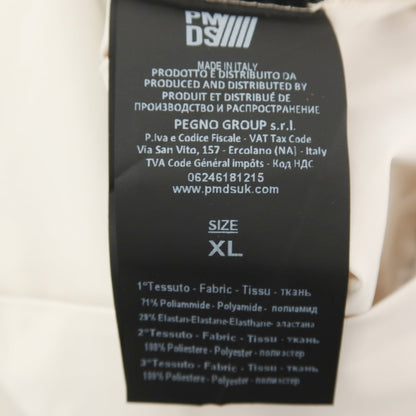 PM
DS/////
MADE IN ITALY
PRODOTTO E DISTRIBUITO DA
PRODUCED AND DISTRIBUTED BY
PRODUIT ET DISTRIBUÉ DE
ПРОИЗВОДСТВО И РАСПРОСТРАНЕНИЕ
PEGNO GROUP s.r.l.
P.Iva e Codice Fiscale - VAT Tax Code
Via San Vito, 157 - Ercolano (NA) - Italy
TVA Code Général impôts - Код НДС
06246181215
www.pmdsuk.com
SIZE
XL
1°Tessuto - Fabric - Tissu - ткань
71% Poliammide - Polyamide - полиамид
29% Elastan-Elastane-Elasthane- эластана
2°Tessuto - Fabric - Tissu - ткань
100% Poliestere - Polyester - полиэстер
3°Tessuto - Fabric - Tissu - ткань
100% Poliestere - Polyester - полиэстер